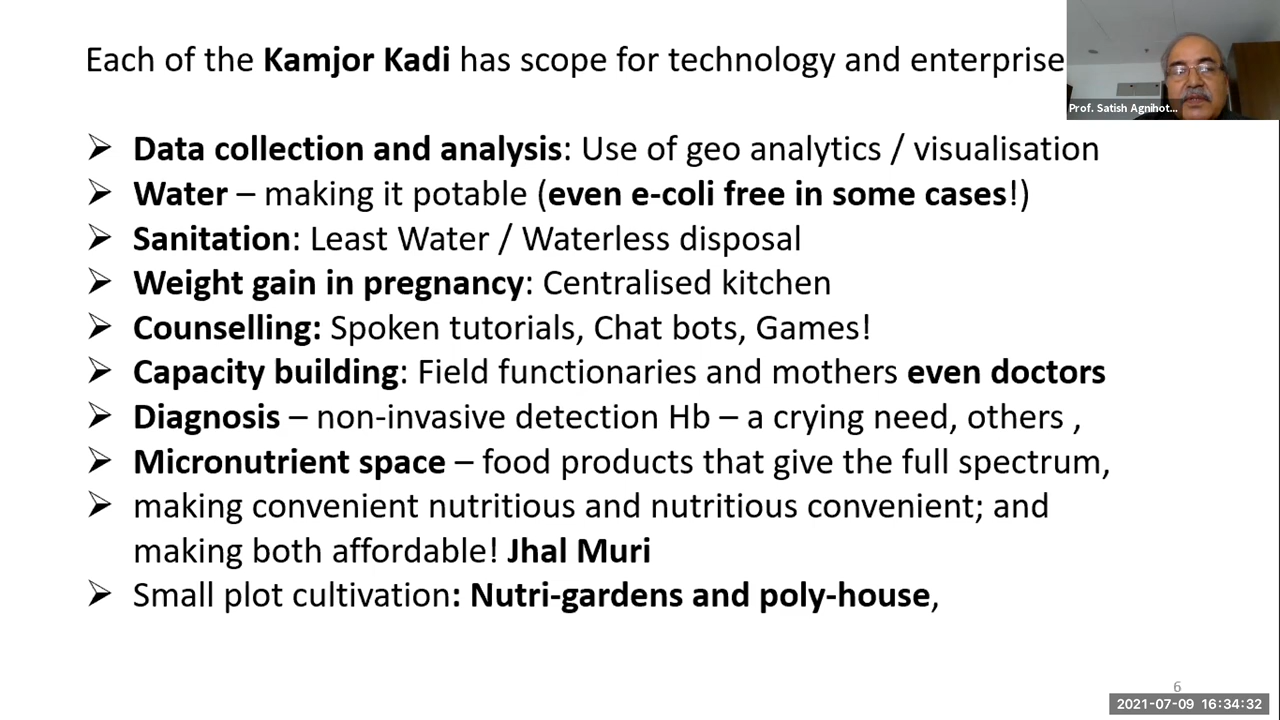 Each of the Kamjor Kadi has scope for technology and enterprise
Prof. Satish Agnihot...
➢ Data collection and analysis: Use of geo analytics / visualisation
➢ Water – making it potable (even e-coli free in some cases!)
➢ Sanitation: Least Water / Waterless disposal
➢ Weight gain in pregnancy: Centralised kitchen
➢ Counselling: Spoken tutorials, Chat bots, Games!
➢ Capacity building: Field functionaries and mothers even doctors
➢ Diagnosis – non-invasive detection Hb – a crying need, others ,
➢ Micronutrient space – food products that give the full spectrum,
➢ making convenient nutritious and nutritious convenient; and
making both affordable! Jhal Muri
➢ Small plot cultivation: Nutri-gardens and poly-house,
6
2021-07-09 16:34:32